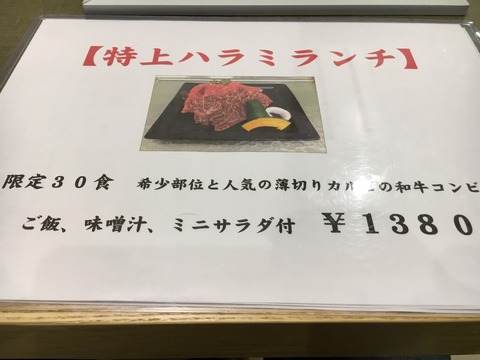 【特上ハラミランチ】
限定30食 希少部位と人気の薄切りカルビの和牛コンビ
ご飯、味噌汁、ミニサラダ付 ￥1380